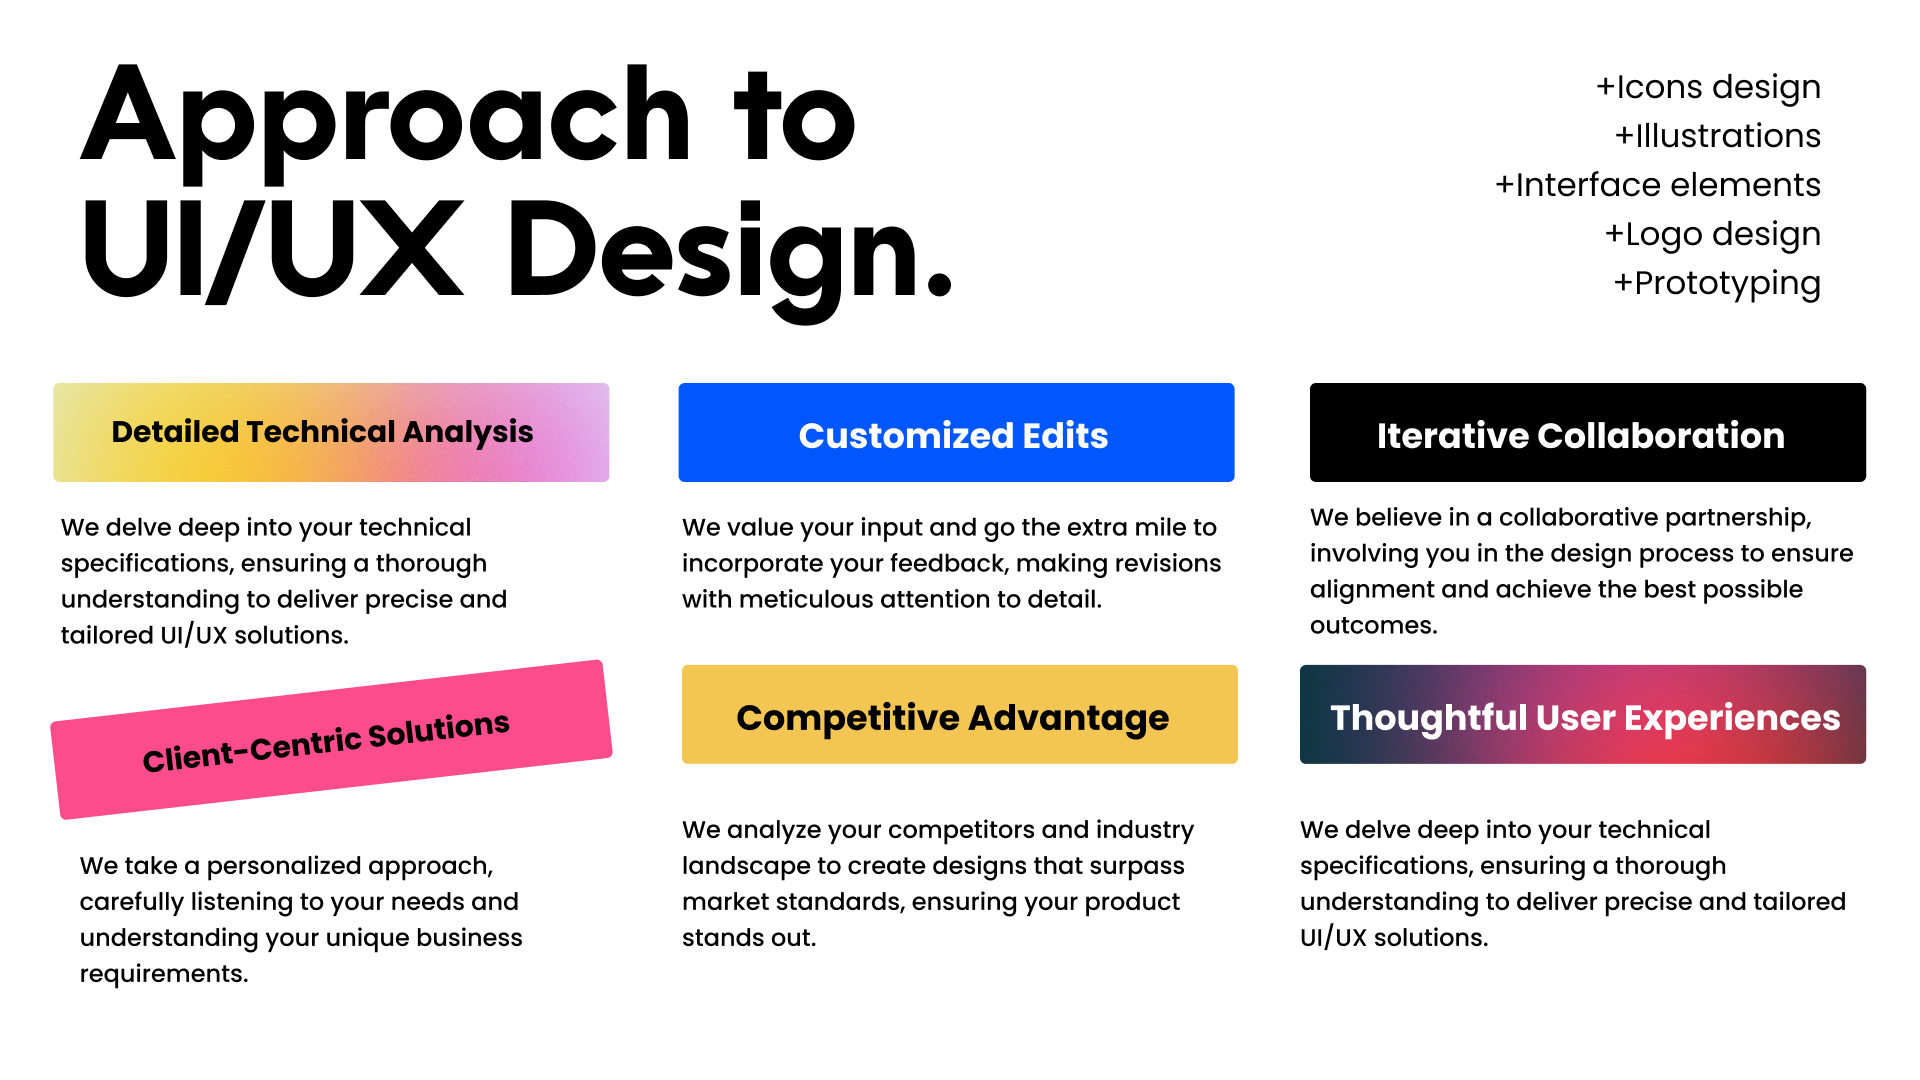 Approach to
UI/UX Design.
+Icons design
+Illustrations
+Interface elements
+Logo design
+Prototyping
Detailed Technical Analysis
We delve deep into your technical
specifications, ensuring a thorough
understanding to deliver precise and
tailored UI/UX solutions.
Customized Edits
We value your input and go the extra mile to
incorporate your feedback, making revisions
with meticulous attention to detail.
Iterative Collaboration
We believe in a collaborative partnership,
involving you in the design process to ensure
alignment and achieve the best possible
outcomes.
Client-Centric Solutions
We take a personalized approach,
carefully listening to your needs and
understanding your unique business
requirements.
Competitive Advantage
We analyze your competitors and industry
landscape to create designs that surpass
market standards, ensuring your product
stands out.
Thoughtful User Experiences
We delve deep into your technical
specifications, ensuring a thorough
understanding to deliver precise and tailored
UI/UX solutions.